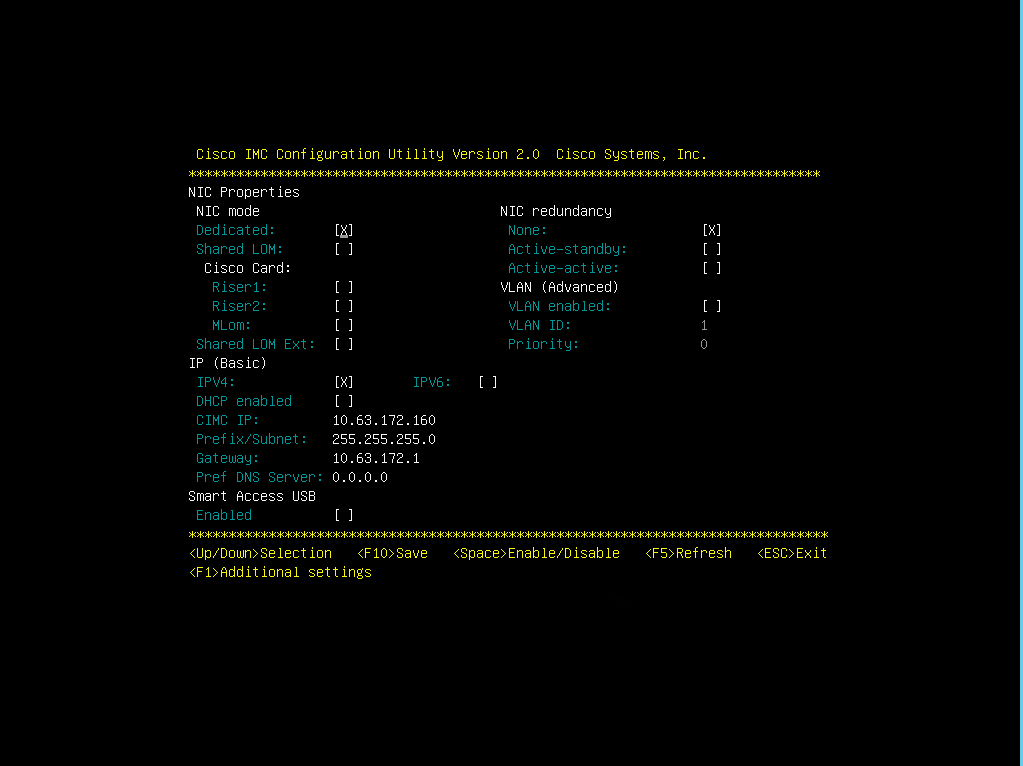 Cisco IMC Configuration Utility Version 2.0  Cisco Systems, Inc.
*******************************************************************************
NIC Properties
NIC mode                      NIC redundancy
Dedicated:       [X]                   None:                   [X]
Shared LOM:      [ ]                   Active-standby:         [ ]
Cisco Card:                           Active-active:          [ ]
Riser1:        [ ]                  VLAN (Advanced)
Riser2:        [ ]                   VLAN enabled:           [ ]
MLom:          [ ]                   VLAN ID:                1
Shared LOM Ext:  [ ]                   Priority:               0
IP (Basic)
IPV4:            [X]       IPV6:   [ ]
DHCP enabled     [ ]
CIMC IP:         10.63.172.160
Prefix/Subnet:   255.255.255.0
Gateway:         10.63.172.1
Pref DNS Server: 0.0.0.0
Smart Access USB
Enabled          [ ]
********************************************************************************
<Up/Down>Selection   <F10>Save   <Space>Enable/Disable   <F5>Refresh   <ESC>Exit
<F1>Additional settings